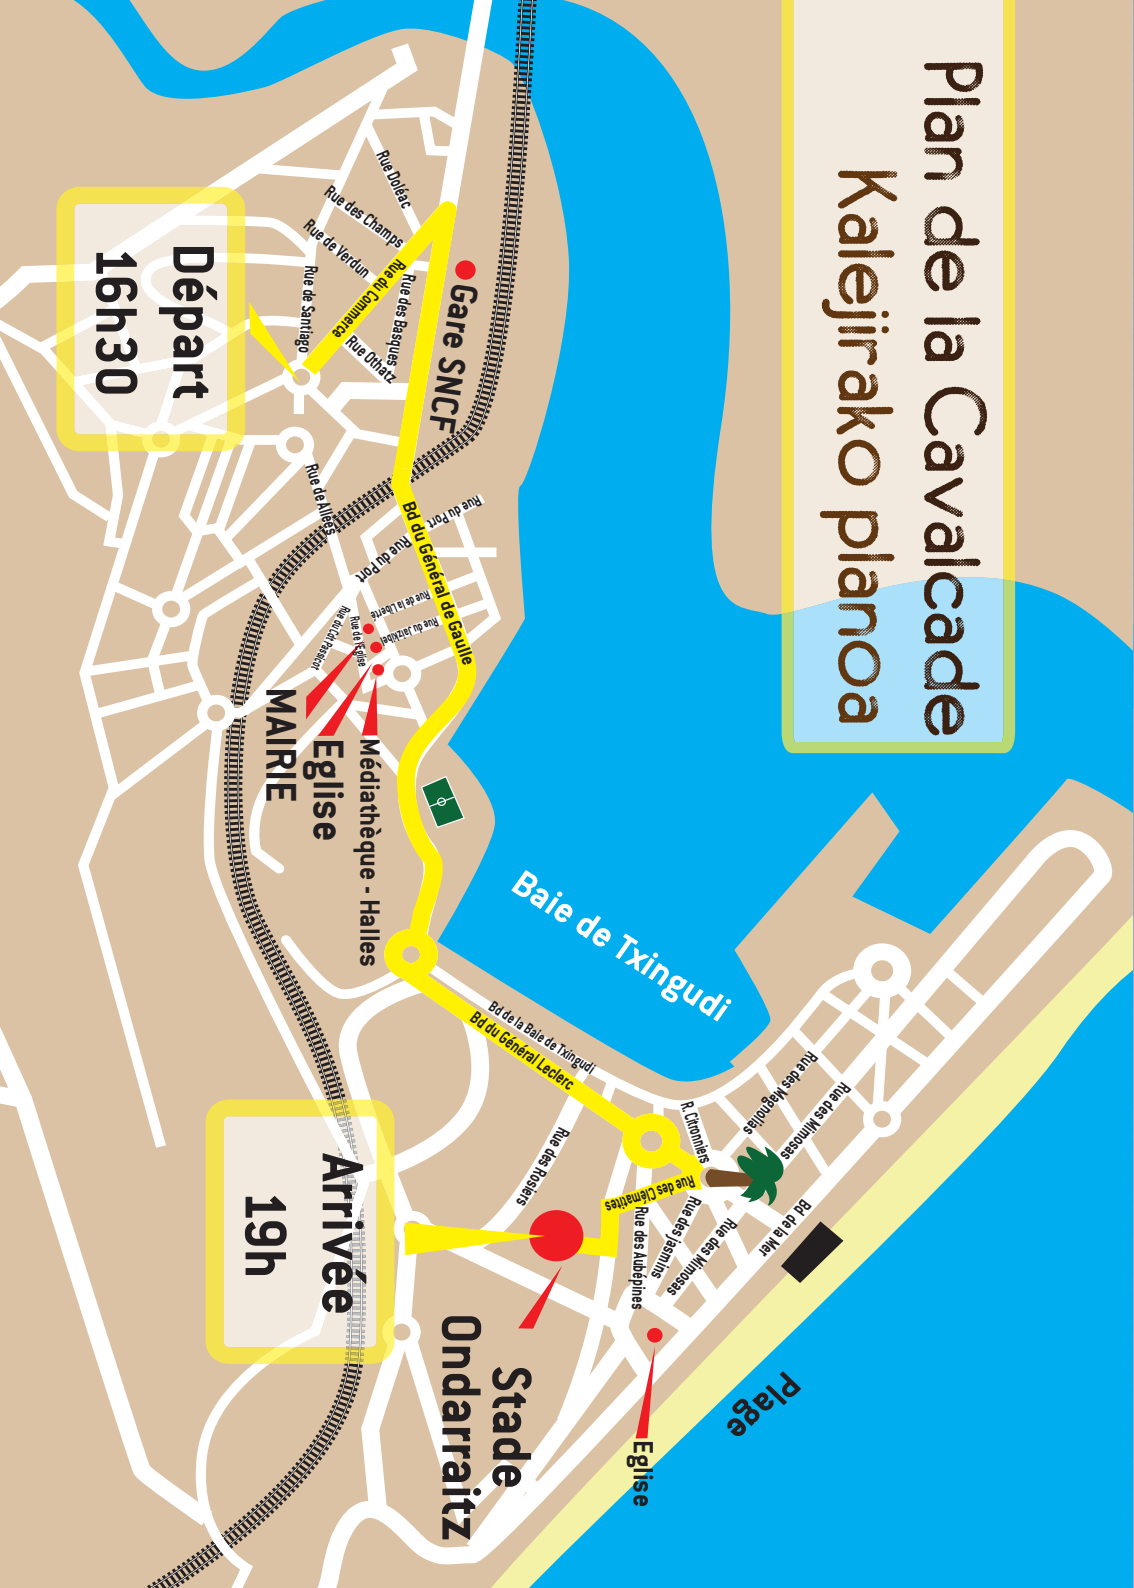 Plan de la Cavalcade
Kalejirako planoa
Départ
16h30
Rue Doléac
Rue des Champs
Rue de Verdun
Rue de Santiago
Rue du Commerce
Rue des Basques
Rue Othatz
Gare SNCF
Rue de Allées
Bd du Général de Gaulle
Rue du Port
Rue du Port
Rue de la Liberté
Rue du Jaizkibel
Rue de l'Eglise
Rue du Cdt Passicot
MAIRIE
Eglise
Médiathèque - Halles
Baie de Txingudi
Bd de la Baie de Txingudi
Bd du Général Leclerc
Rue des Rosiers
R. Citronniers
Rue des Magnolias
Rue des Mimosas
Rue des Clématites
Rue des Aubépines
Rue des Jasmins
Rue des Mimosas
Bd de la Mer
Plage
Eglise
Arrivée
19h
Stade
Ondarraitz